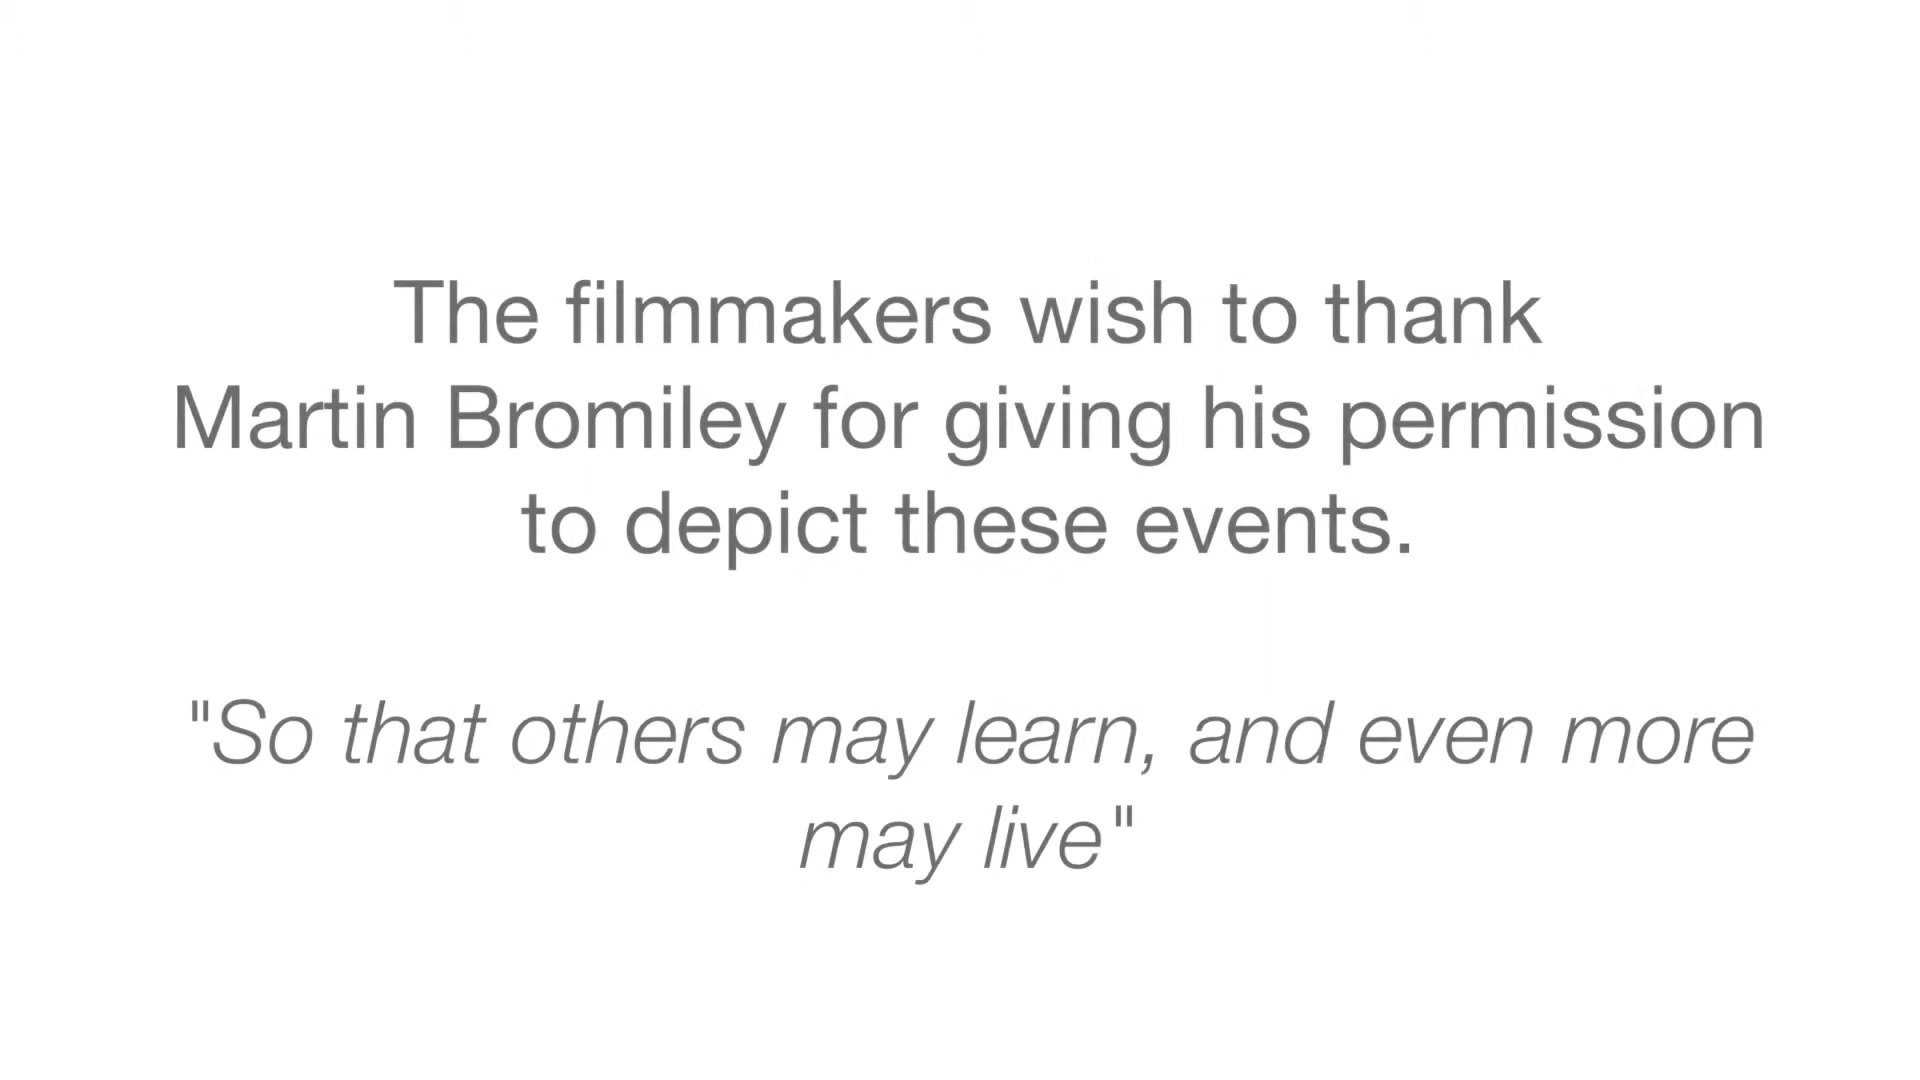 The filmmakers wish to thank
Martin Bromiley for giving his permission
to depict these events.
"So that others may learn, and even more
may live"